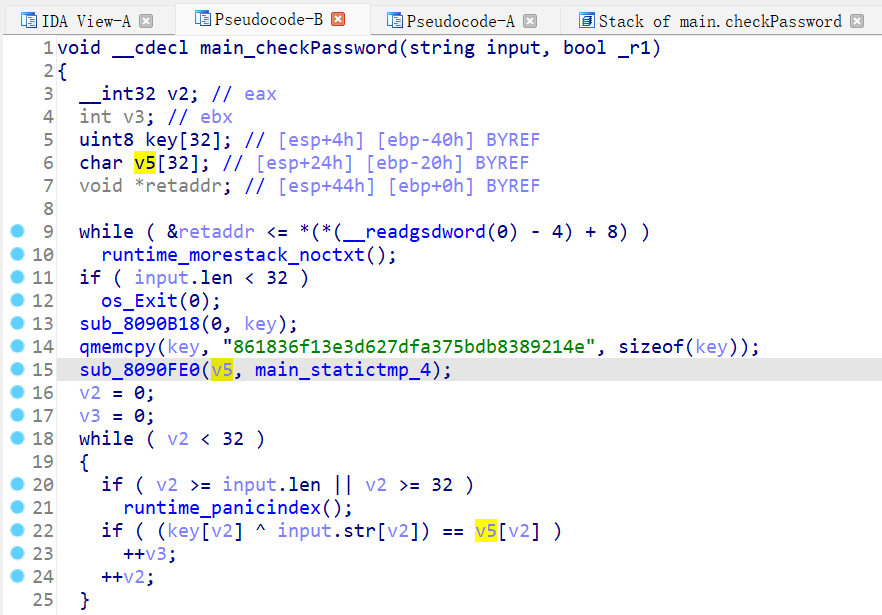 IDA View-A Pseudocode-B Pseudocode-A Stack of main.checkPassword
1 void __cdecl main_checkPassword(string input, bool _r1)
2 {
3   __int32 v2; // eax
4   int v3; // ebx
5   uint8 key[32]; // [esp+4h] [ebp-40h] BYREF
6   char v5[32]; // [esp+24h] [ebp-20h] BYREF
7   void *retaddr; // [esp+44h] [ebp+0h] BYREF
8
9   while ( &retaddr <= *(*(__readgsdword(0) - 4) + 8) )
10     runtime_morestack_noctxt();
11   if ( input.len < 32 )
12     os_Exit(0);
13   sub_8090B18(0, key);
14   qmemcpy(key, "861836f13e3d627dfa375bdb8389214e", sizeof(key));
15   sub_8090FE0(v5, main_statictmp_4);
16   v2 = 0;
17   v3 = 0;
18   while ( v2 < 32 )
19   {
20     if ( v2 >= input.len || v2 >= 32 )
21       runtime_panicindex();
22     if ( (key[v2] ^ input.str[v2]) == v5[v2] )
23       ++v3;
24     ++v2;
25   }